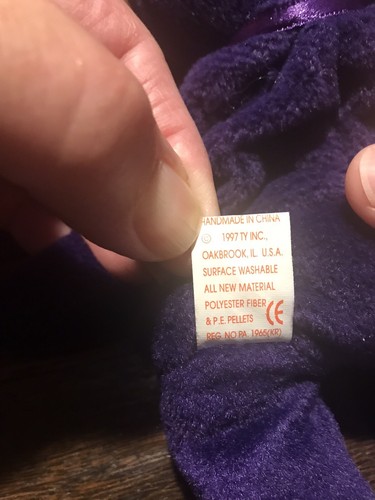 HANDMADE IN CHINA
© 1997 TY INC.,
OAKBROOK, IL. U.S.A.
SURFACE WASHABLE
ALL NEW MATERIAL
POLYESTER FIBER
& P.E. PELLETS CE
REG. NO PA. 1965(KR)